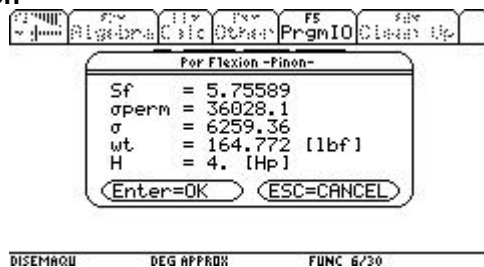 on
F5
Algebra Calc Other PrgmIO Clean Up
Por Flexion -Pinon-
Sf = 5.75589
σperm = 36028.1
σ = 6259.36
wt = 164.772 [lbf]
H = 4. [Hp]
Enter=OK ESC=CANCEL
DISEMAQU DEG APPROX FUNC 6/30